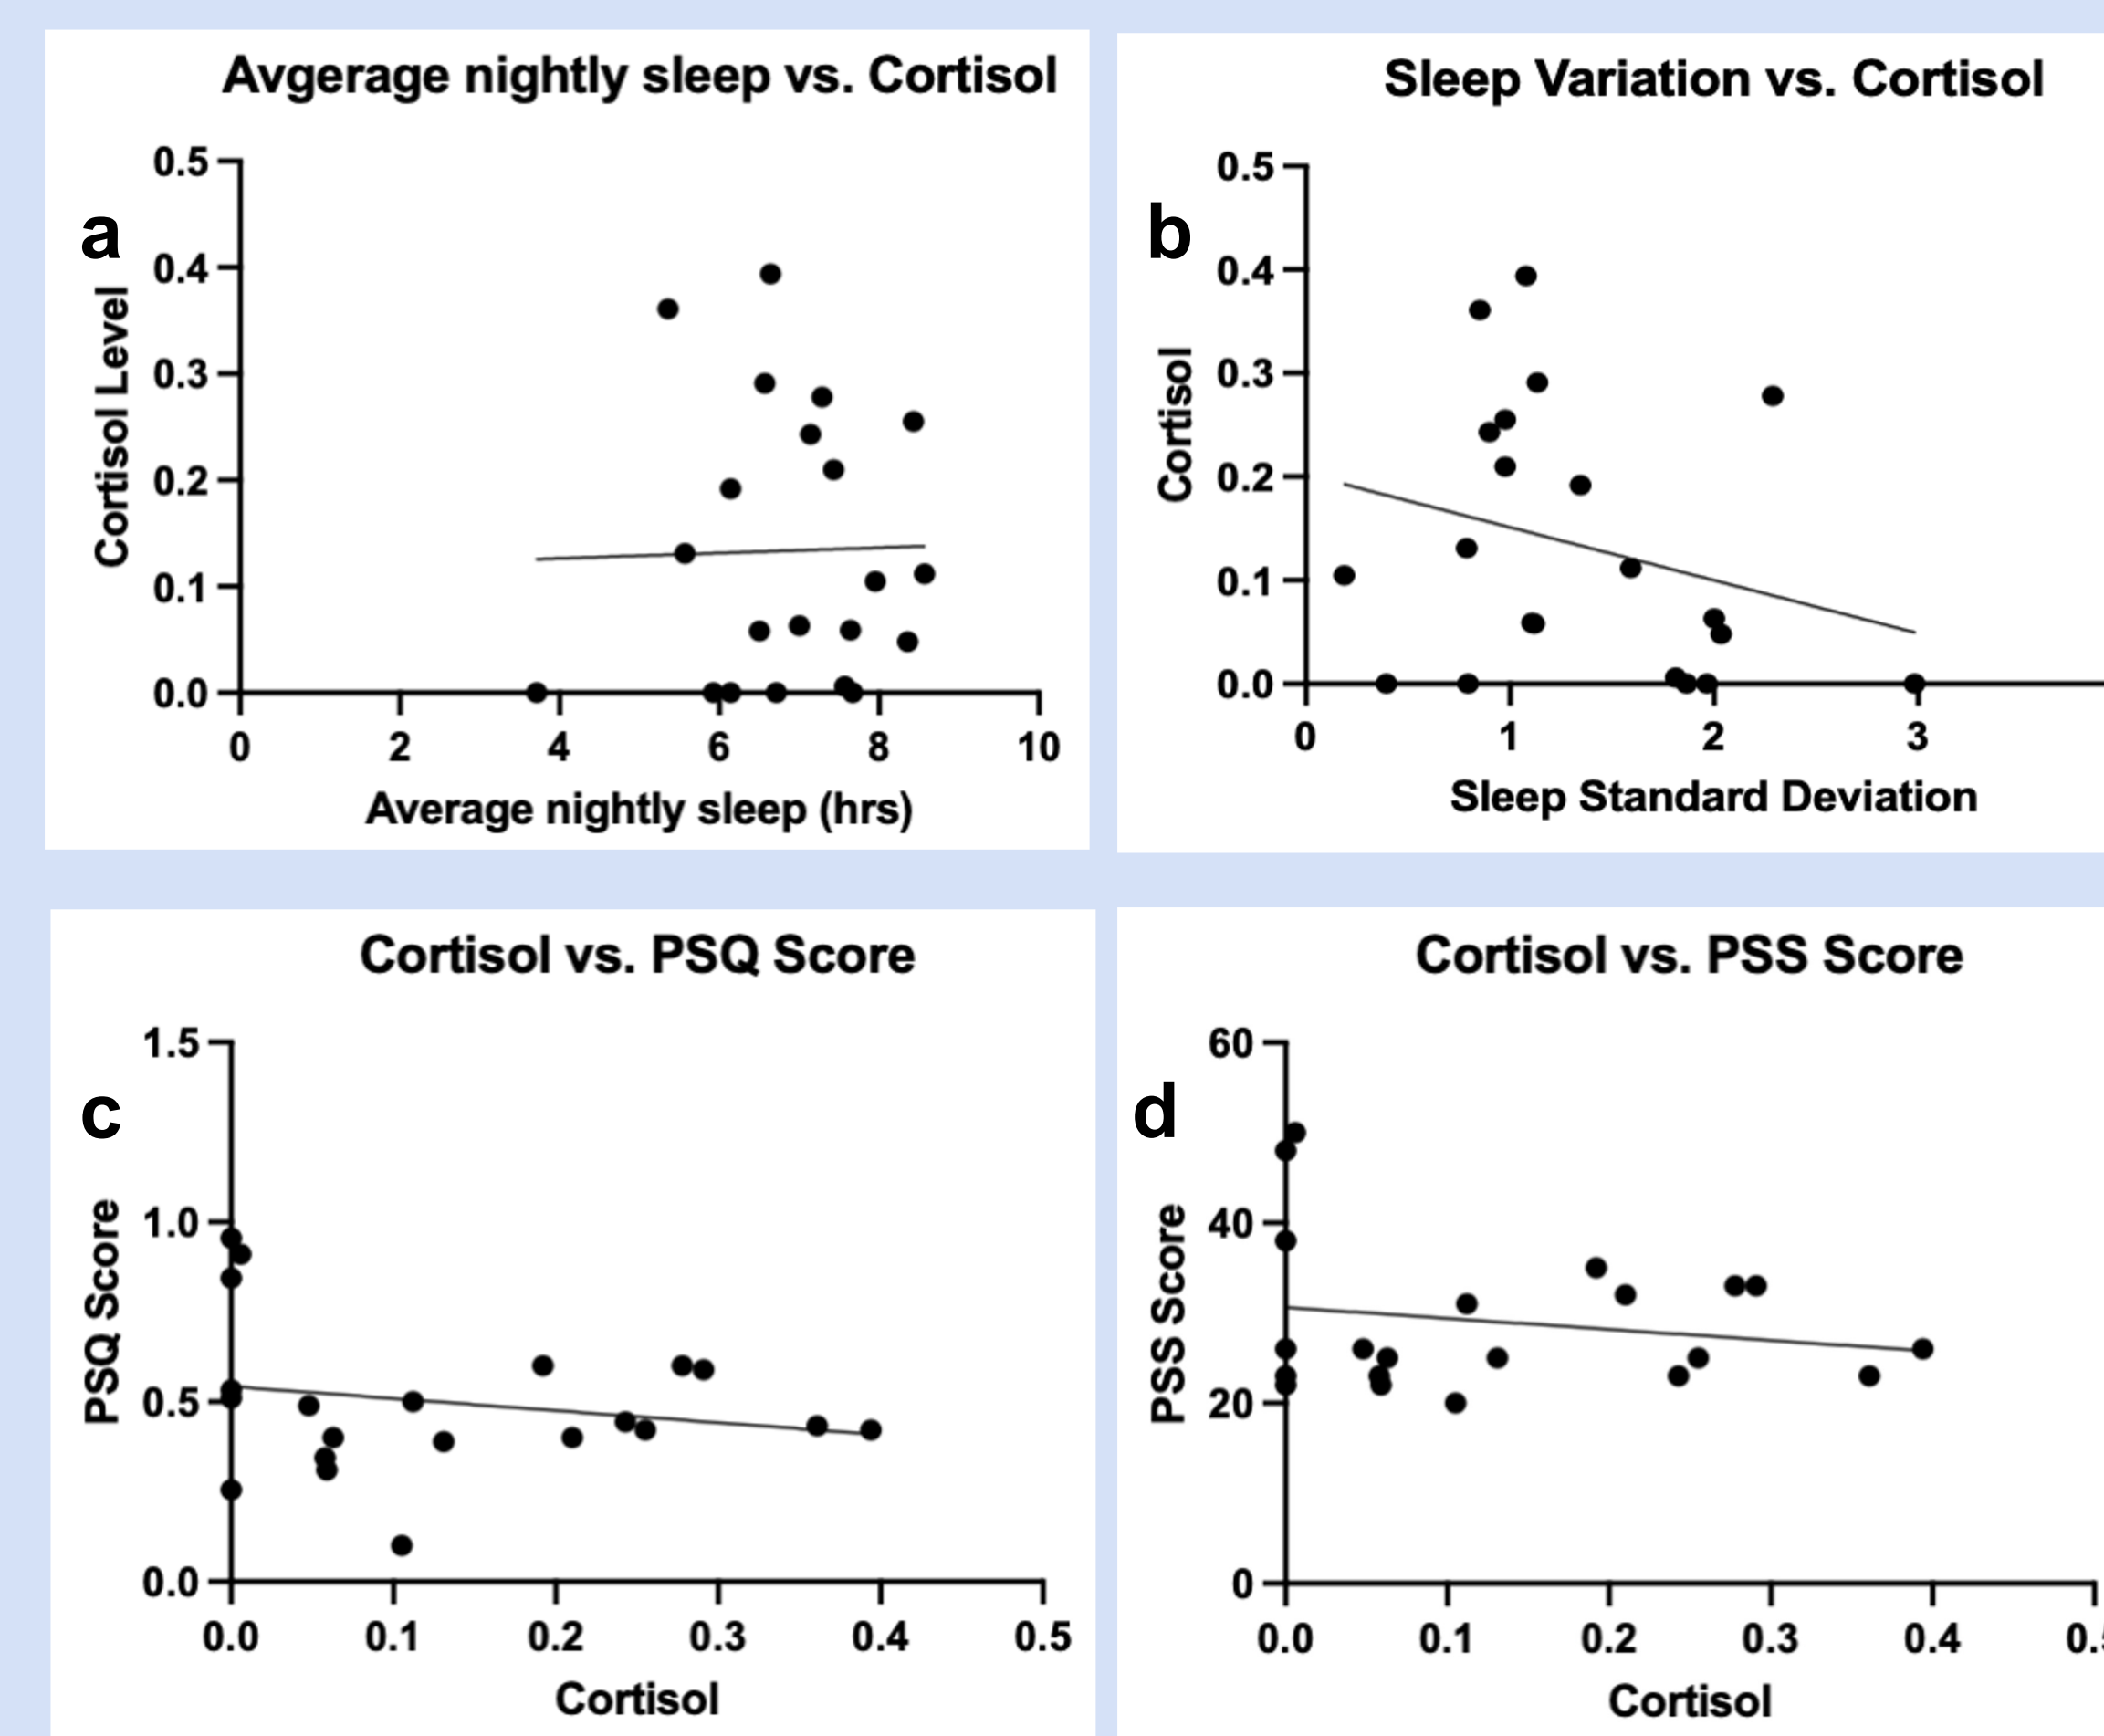 Avgerage nightly sleep vs. Cortisol
a
Cortisol Level
0.5
0.4
0.3
0.2
0.1
0.0
0 2 4 6 8 10
Average nightly sleep (hrs)
Sleep Variation vs. Cortisol
b
Cortisol
0.5
0.4
0.3
0.2
0.1
0.0
0 1 2 3
Sleep Standard Deviation
Cortisol vs. PSQ Score
c
PSQ Score
1.5
1.0
0.5
0.0
0.0 0.1 0.2 0.3 0.4 0.5
Cortisol
Cortisol vs. PSS Score
d
PSS Score
60
40
20
0
0.0 0.1 0.2 0.3 0.4
Cortisol